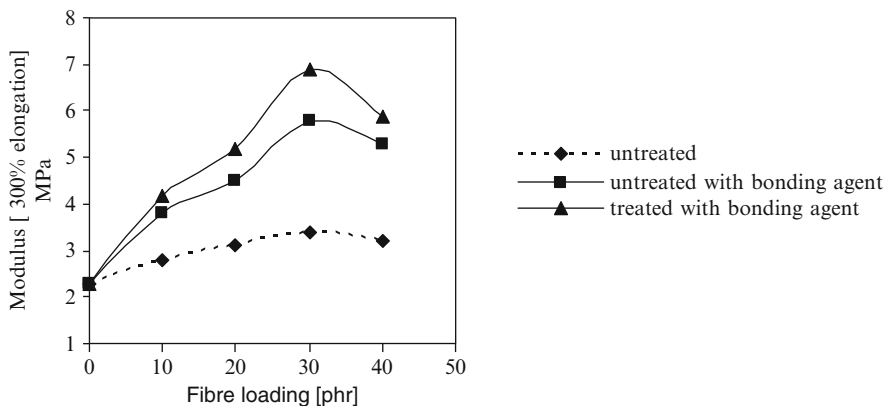 8
7
6
5
4
3
2
1
Modulus [ 300% elongation]
MPa
0 10 20 30 40 50
Fibre loading [phr]
untreated
untreated with bonding agent
treated with bonding agent